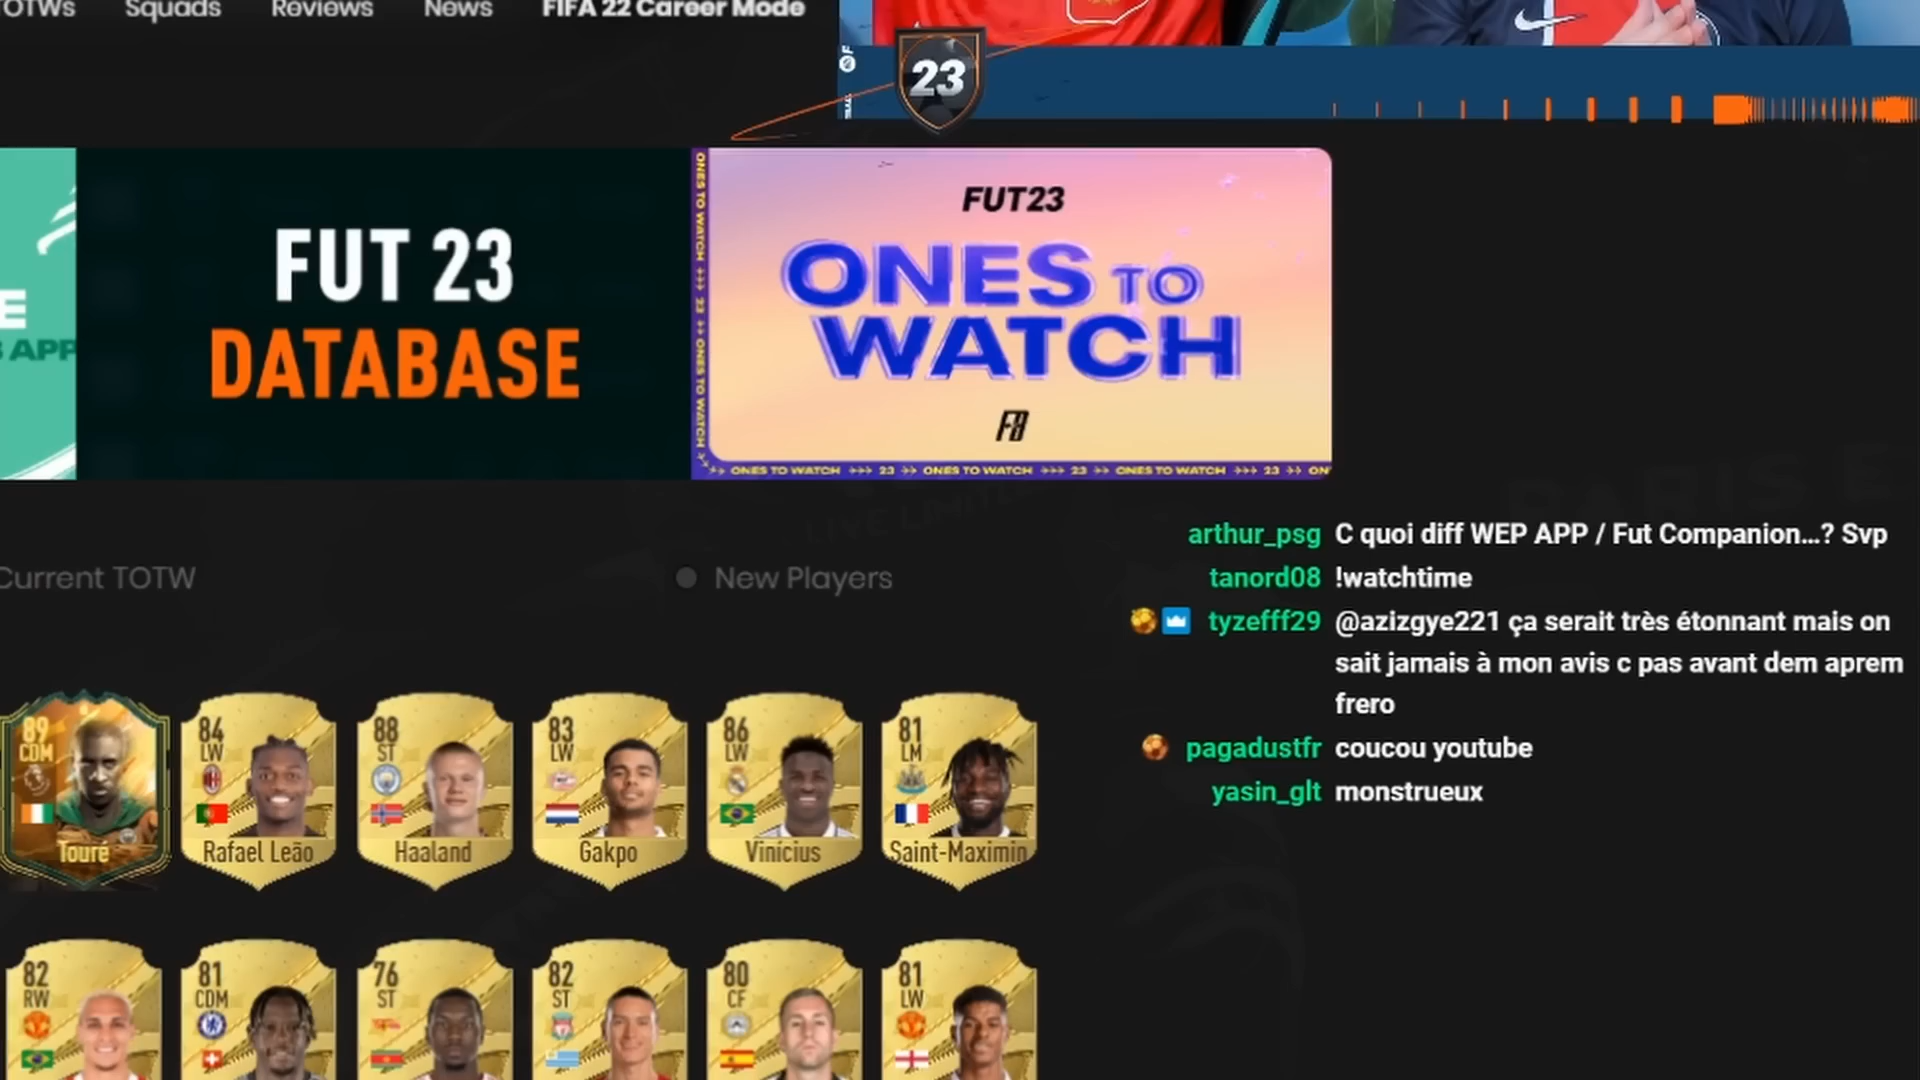 TOTWs Squads Reviews News FIFA 22 Career Mode
23
E
APP
FUT 23
DATABASE
ONES TO WATCH 23 ONES TO WATCH
FUT23
ONES TO
WATCH
ONES TO WATCH 23 ONES TO WATCH 23 ONES TO WATCH 23 ON
Current TOTW
New Players
arthur_psg C quoi diff WEP APP / Fut Companion...? Svp
tanord08 !watchtime
tyzefff29 @azizgye221 ça serait très étonnant mais on
sait jamais à mon avis c pas avant dem aprem
frero
pagadustfr coucou youtube
yasin_glt monstrueux
89 84 88 83 86 81
CDM LW ST LW LW LM
Touré Rafael Leão Haaland Gakpo Vinícius Saint-Maximin
82 81 76 82 80 81
RW CDM ST ST CF LW